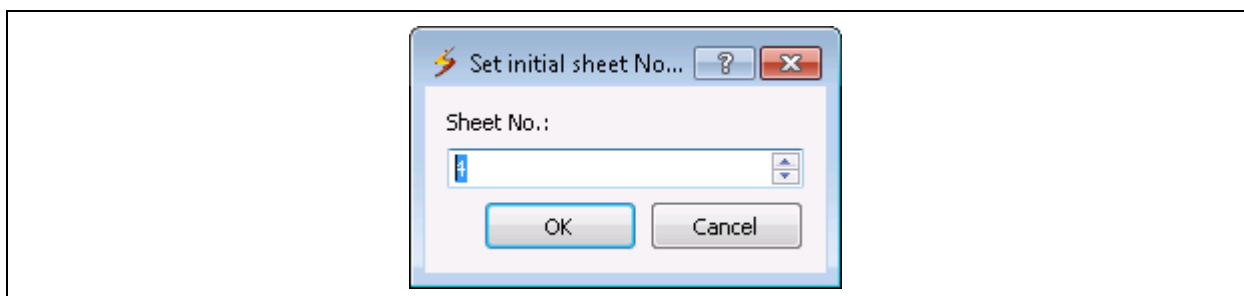 Set initial sheet No...
Sheet No.:
4
OK
Cancel